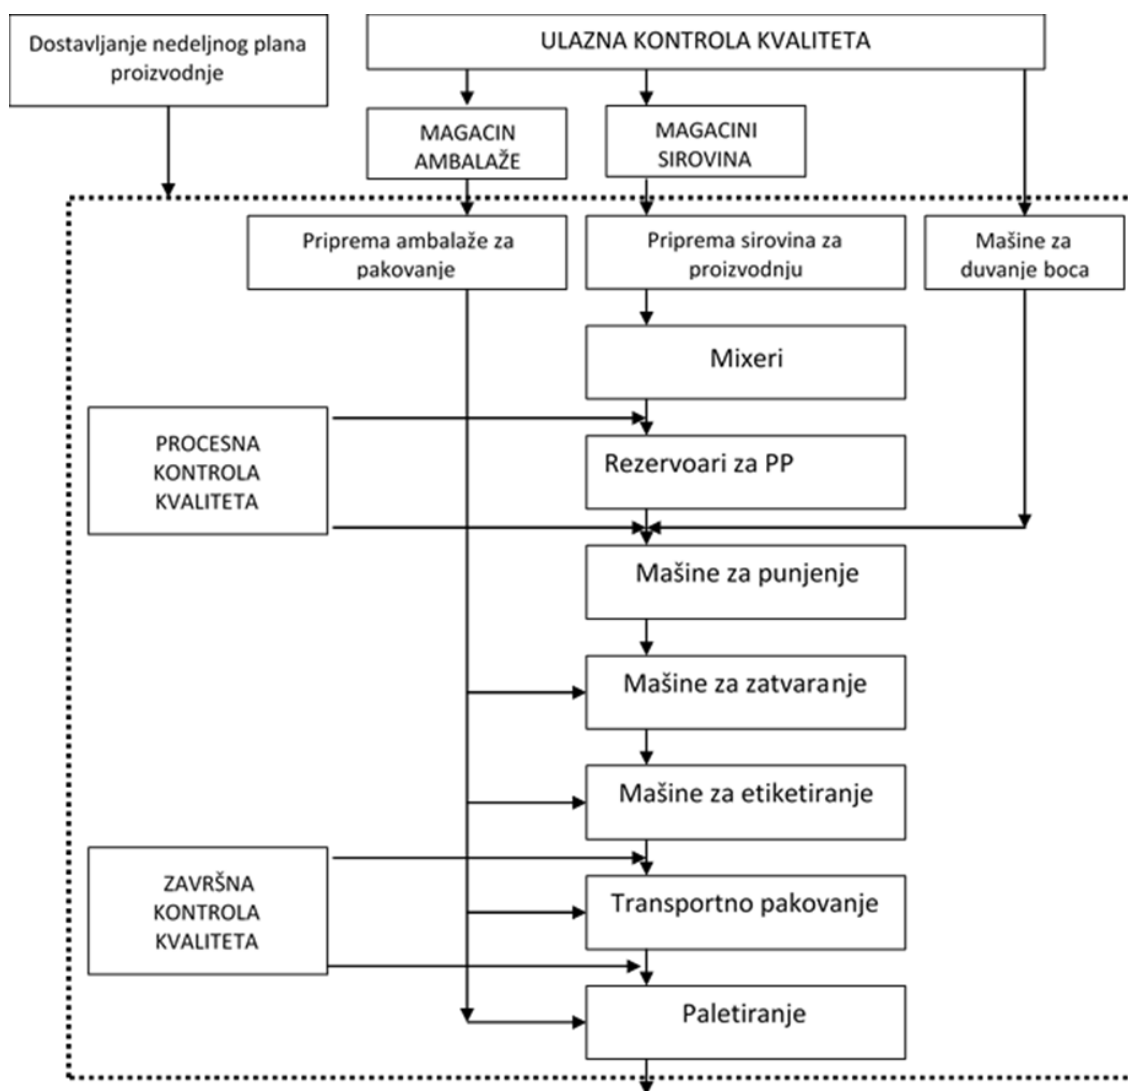 Dostavljanje nedeljnog plana
proizvodnje
ULAZNA KONTROLA KVALITETA
MAGACIN
AMBALAŽE
MAGACINI
SIROVINA
Priprema ambalaže za
pakovanje
Priprema sirovina za
proizvodnju
Mašine za
duvanje boca
Mixeri
PROCESNA
KONTROLA
KVALITETA
Rezervoari za PP
Mašine za punjenje
Mašine za zatvaranje
Mašine za etiketiranje
ZAVRŠNA
KONTROLA
KVALITETA
Transportno pakovanje
Paletiranje